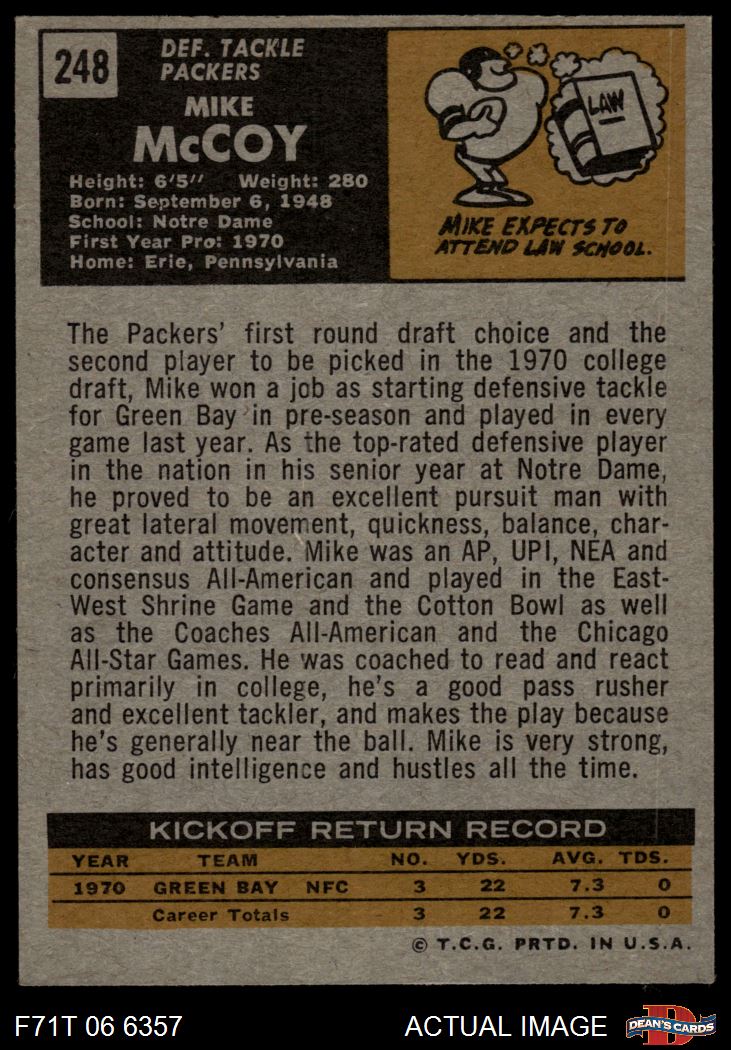 248
DEF. TACKLE
PACKERS
MIKE
McCOY
Height: 6'5" Weight: 280
Born: September 6, 1948
School: Notre Dame
First Year Pro: 1970
Home: Erie, Pennsylvania
LAW
MIKE EXPECTS TO
ATTEND LAW SCHOOL.
The Packers' first round draft choice and the
second player to be picked in the 1970 college
draft, Mike won a job as starting defensive tackle
for Green Bay in pre-season and played in every
game last year. As the top-rated defensive player
in the nation in his senior year at Notre Dame,
he proved to be an excellent pursuit man with
great lateral movement, quickness, balance, char-
acter and attitude. Mike was an AP, UPI, NEA and
consensus All-American and played in the East-
West Shrine Game and the Cotton Bowl as well
as the Coaches All-American and the Chicago
All-Star Games. He was coached to read and react
primarily in college, he's a good pass rusher
and excellent tackler, and makes the play because
he's generally near the ball. Mike is very strong,
has good intelligence and hustles all the time.
KICKOFF RETURN RECORD
YEAR TEAM NO. YDS. AVG. TDS.
1970 GREEN BAY NFC 3 22 7.3 0
Career Totals 3 22 7.3 0
© T.C.G. PRTD. IN U.S.A.
F71T 06 6357 ACTUAL IMAGE D DEAN'S CARDS